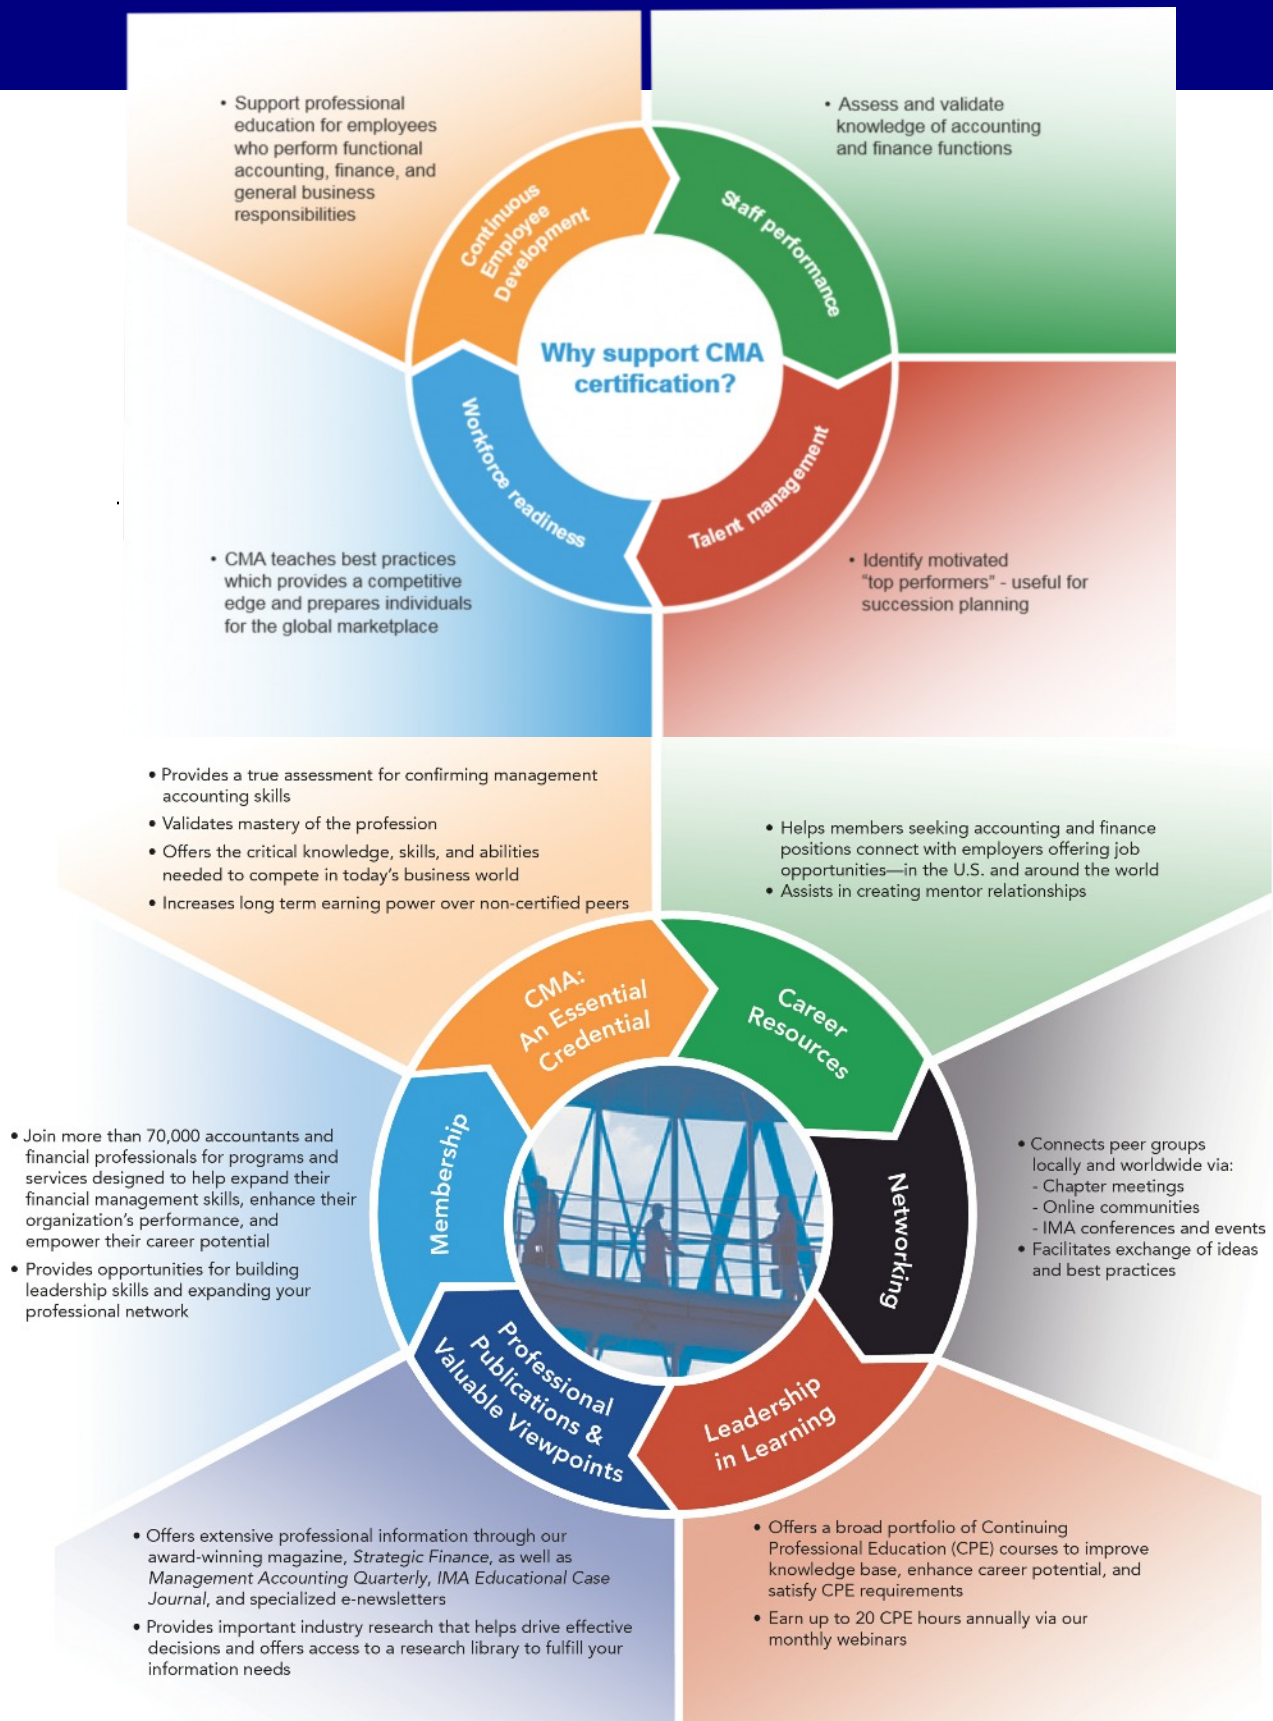 • Support professional
education for employees
who perform functional
accounting, finance, and
general business
responsibilities
• Assess and validate
knowledge of accounting
and finance functions
Continuous
Employee
Development
Staff performance
Why support CMA
certification?
Workforce readiness
Talent management
• CMA teaches best practices
which provides a competitive
edge and prepares individuals
for the global marketplace
• Identify motivated
"top performers" - useful for
succession planning
• Provides a true assessment for confirming management
accounting skills
• Validates mastery of the profession
• Offers the critical knowledge, skills, and abilities
needed to compete in today's business world
• Increases long term earning power over non-certified peers
• Helps members seeking accounting and finance
positions connect with employers offering job
opportunities—in the U.S. and around the world
• Assists in creating mentor relationships
CMA:
An Essential
Credential
Career
Resources
Membership
Networking
• Join more than 70,000 accountants and
financial professionals for programs and
services designed to help expand their
financial management skills, enhance their
organization's performance, and
empower their career potential
• Provides opportunities for building
leadership skills and expanding your
professional network
• Connects peer groups
locally and worldwide via:
- Chapter meetings
- Online communities
- IMA conferences and events
• Facilitates exchange of ideas
and best practices
Professional
Publications &
Valuable Viewpoints
Leadership
in Learning
• Offers extensive professional information through our
award-winning magazine, Strategic Finance, as well as
Management Accounting Quarterly, IMA Educational Case
Journal, and specialized e-newsletters
• Provides important industry research that helps drive effective
decisions and offers access to a research library to fulfill your
information needs
• Offers a broad portfolio of Continuing
Professional Education (CPE) courses to improve
knowledge base, enhance career potential, and
satisfy CPE requirements
• Earn up to 20 CPE hours annually via our
monthly webinars